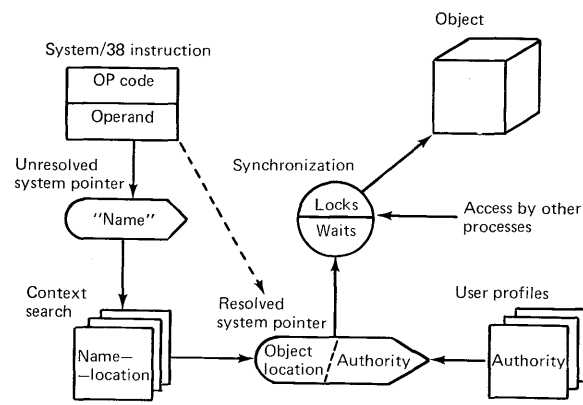 Object
System/38 instruction
OP code
Operand
Unresolved
system pointer
"Name"
Synchronization
Locks
Waits
Access by other
processes
Context
search
Name—
—location
Resolved
system pointer
Object
location
Authority
User profiles
Authority